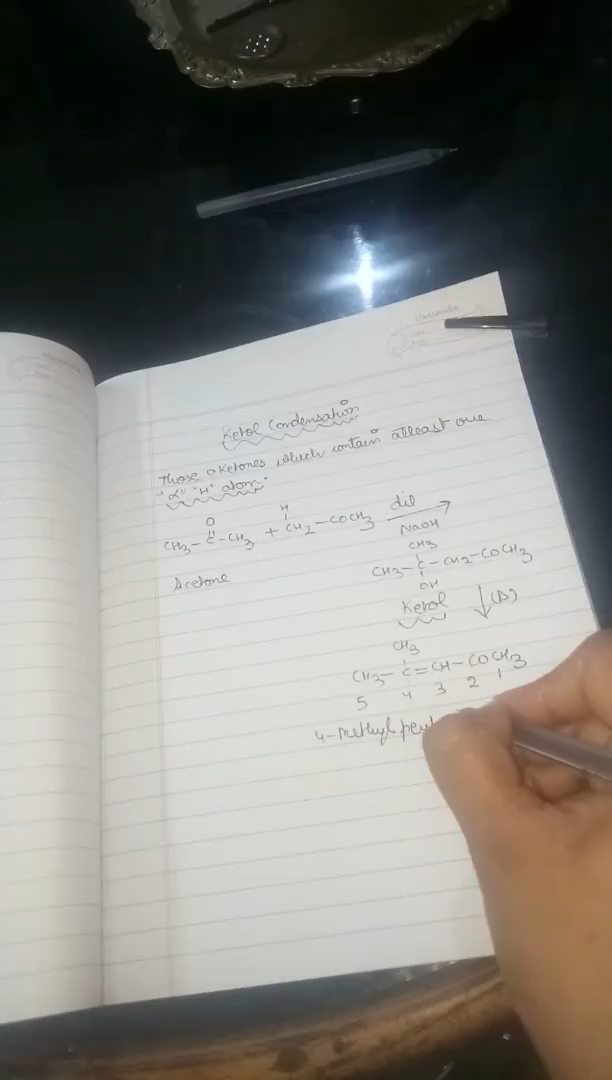 classmate
Ketol Condensation
Those Ketones which contain atleast one
"α" "H" atom.
O H
CH3-C-CH3 + CH2-COCH3 dil NaOH
CH3
CH3-C-CH2-COCH3
OH
Acetone
Ketol (Δ)
CH3
CH3-C=CH-COCH3
5 4 3 2 1
4-methyl pent